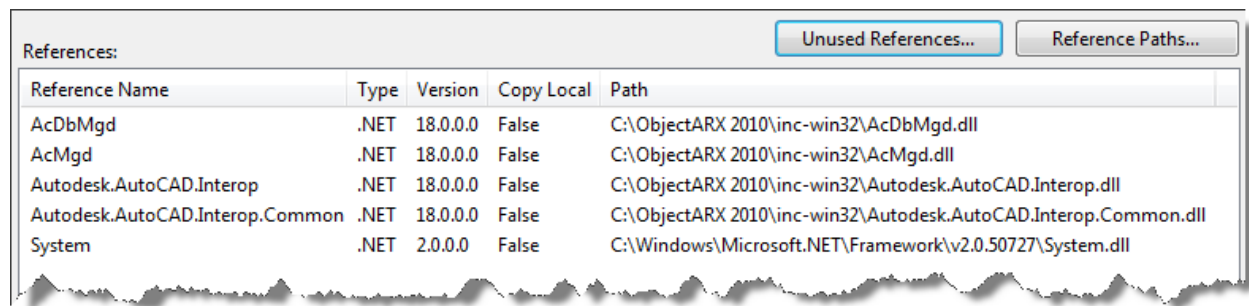 Unused References... Reference Paths...
References:
Reference Name Type Version Copy Local Path
AcDbMgd .NET 18.0.0.0 False C:\ObjectARX 2010\inc-win32\AcDbMgd.dll
AcMgd .NET 18.0.0.0 False C:\ObjectARX 2010\inc-win32\AcMgd.dll
Autodesk.AutoCAD.Interop .NET 18.0.0.0 False C:\ObjectARX 2010\inc-win32\Autodesk.AutoCAD.Interop.dll
Autodesk.AutoCAD.Interop.Common .NET 18.0.0.0 False C:\ObjectARX 2010\inc-win32\Autodesk.AutoCAD.Interop.Common.dll
System .NET 2.0.0.0 False C:\Windows\Microsoft.NET\Framework\v2.0.50727\System.dll